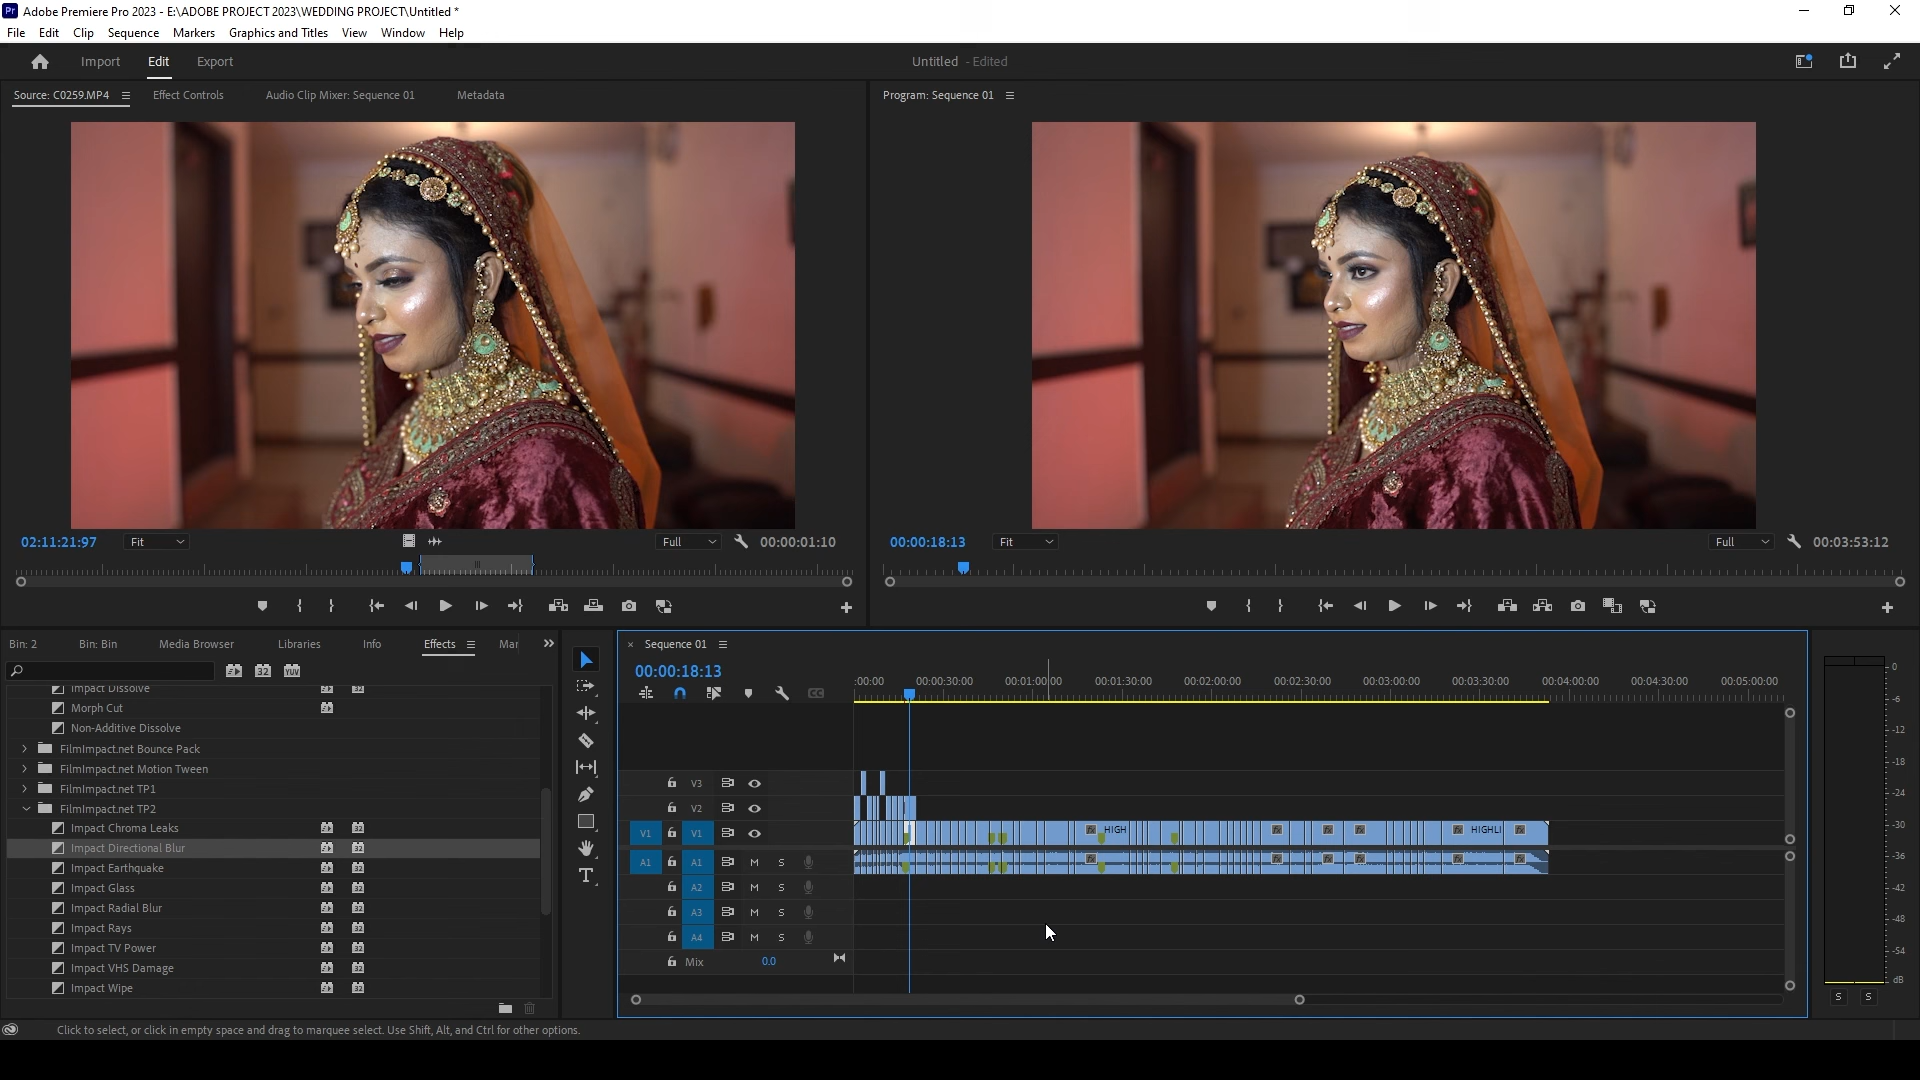 Pr Adobe Premiere Pro 2023 - E:\ADOBE PROJECT 2023\WEDDING PROJECT\Untitled *
File Edit Clip Sequence Markers Graphics and Titles View Window Help
Import Edit Export Untitled - Edited
Source: C0259.MP4 Effect Controls Audio Clip Mixer: Sequence 01 Metadata
Program: Sequence 01
02:11:21:97 Fit Full 00:00:01:10
00:00:18:13 Fit Full 00:03:53:12
Bin: 2 Bin: Bin Media Browser Libraries Info Effects Mar
32 YUV
Impact Dissolve
Morph Cut
Non-Additive Dissolve
FilmImpact.net Bounce Pack
FilmImpact.net Motion Tween
FilmImpact.net TP1
FilmImpact.net TP2
Impact Chroma Leaks
Impact Directional Blur
Impact Earthquake
Impact Glass
Impact Radial Blur
Impact Rays
Impact TV Power
Impact VHS Damage
Impact Wipe
Sequence 01
00:00:18:13
:00:00 00:00:30:00 00:01:00:00 00:01:30:00 00:02:00:00 00:02:30:00 00:03:00:00 00:03:30:00 00:04:00:00 00:04:30:00 00:05:00:00
V3
V2
V1 V1 fx HIGH fx fx fx fx HIGHLI fx
A1 A1 M S
A2 M S
A3 M S
A4 M S
Mix 0.0
0
-6
-12
-18
-24
-30
-36
-42
-48
-54
dB
S S
Click to select, or click in empty space and drag to marquee select. Use Shift, Alt, and Ctrl for other options.